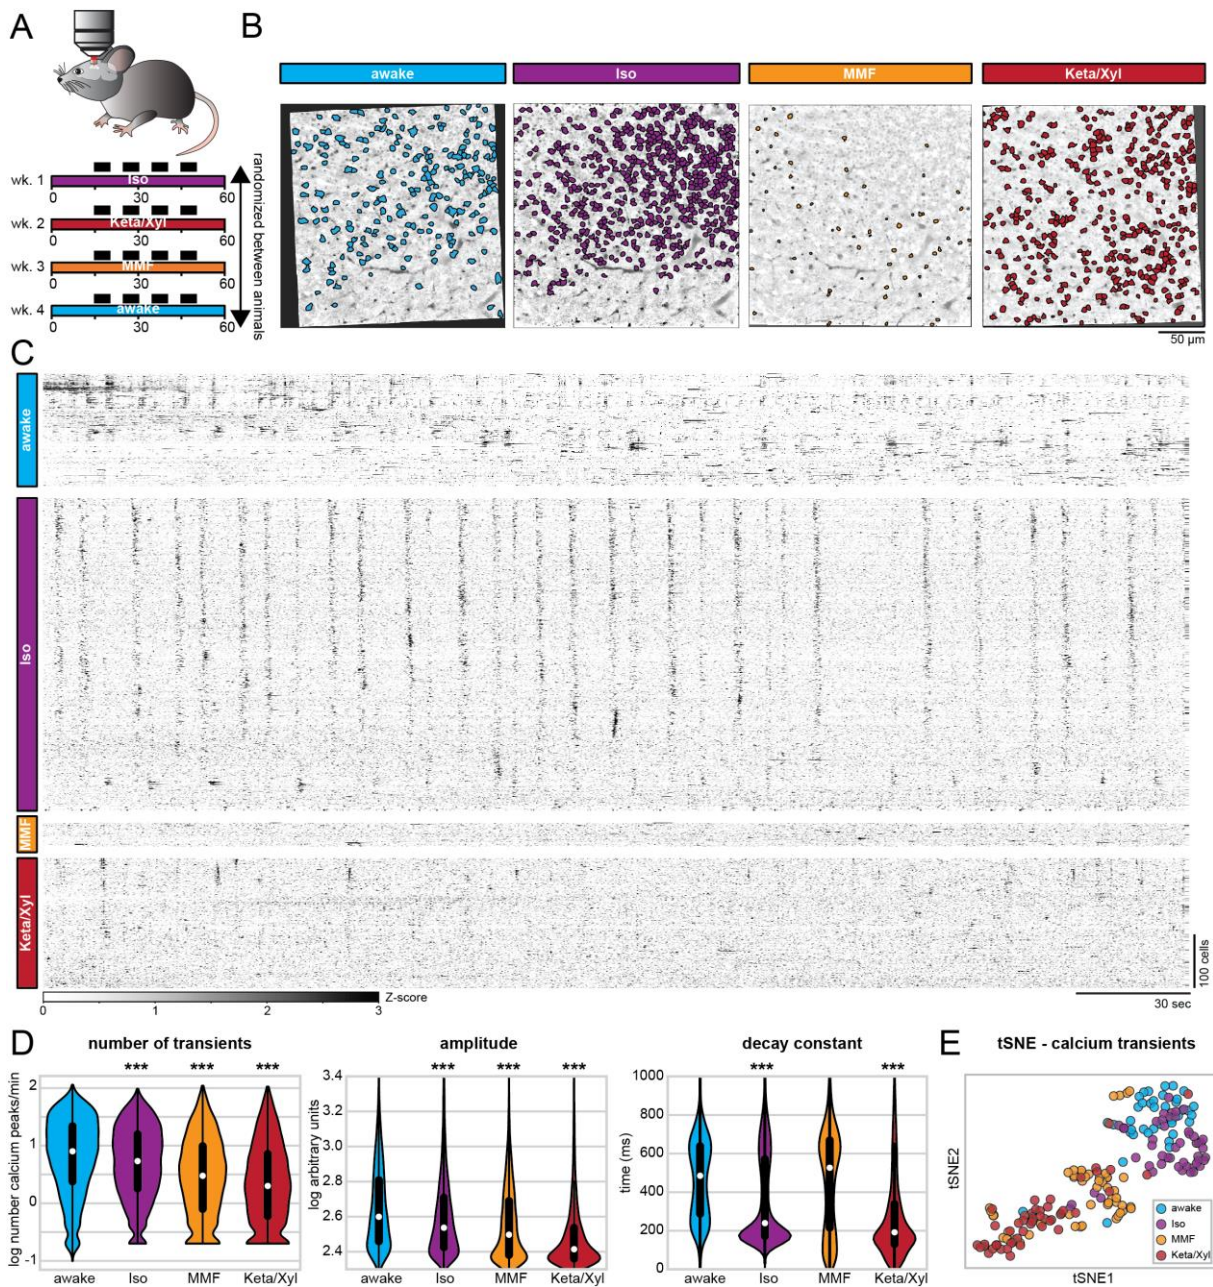 A
B
awake
Iso
MMF
Keta/Xyl
wk. 1
Iso
0
30
60
wk. 2
Keta/Xyl
0
30
60
wk. 3
MMF
0
30
60
wk. 4
awake
0
30
60
randomized between animals
50 µm
C
awake
Iso
MMF
Keta/Xyl
100 cells
0
1
2
3
Z-score
30 sec
D
number of transients
*** *** ***
log number calcium peaks/min
2
1
0
-1
awake Iso MMF Keta/Xyl
amplitude
*** *** ***
log arbitrary units
3.4
3.2
3.0
2.8
2.6
2.4
awake Iso MMF Keta/Xyl
decay constant
*** ***
time (ms)
1000
800
600
400
200
0
awake Iso MMF Keta/Xyl
E
tSNE - calcium transients
tSNE2
awake
Iso
MMF
Keta/Xyl
tSNE1